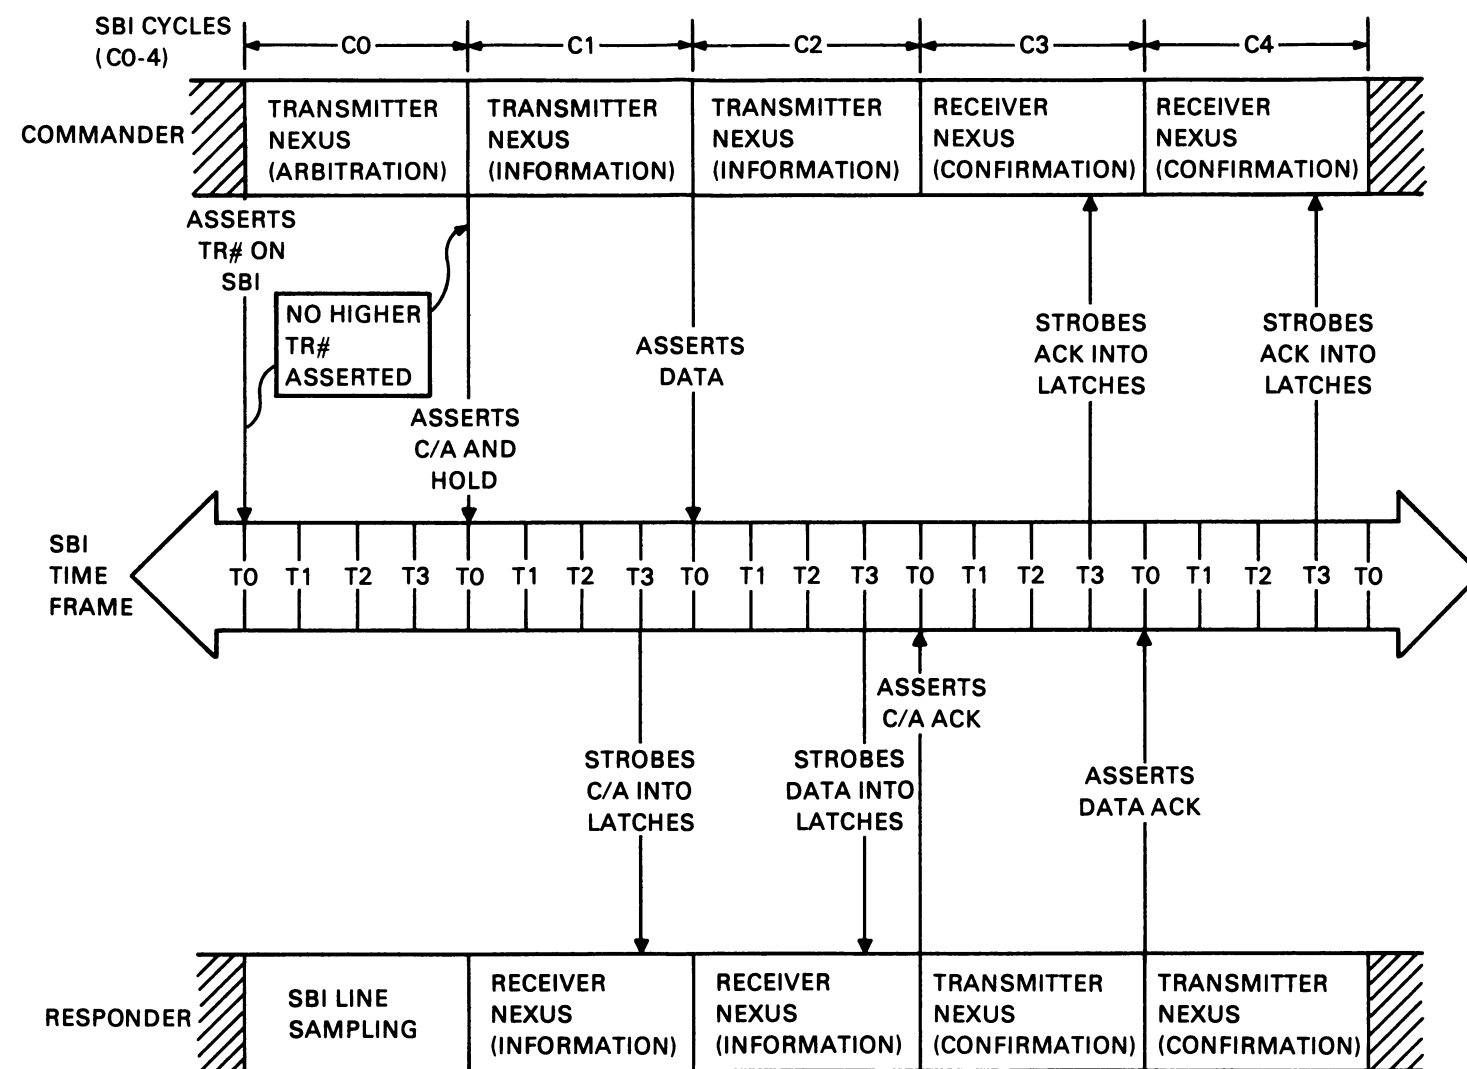 SBI CYCLES
(C0-4)
C0 C1 C2 C3 C4
COMMANDER
TRANSMITTER
NEXUS
(ARBITRATION)
TRANSMITTER
NEXUS
(INFORMATION)
TRANSMITTER
NEXUS
(INFORMATION)
RECEIVER
NEXUS
(CONFIRMATION)
RECEIVER
NEXUS
(CONFIRMATION)
ASSERTS
TR# ON
SBI
NO HIGHER
TR#
ASSERTED
ASSERTS
C/A AND
HOLD
ASSERTS
DATA
STROBES
ACK INTO
LATCHES
STROBES
ACK INTO
LATCHES
SBI
TIME
FRAME
T0 T1 T2 T3 T0 T1 T2 T3 T0 T1 T2 T3 T0 T1 T2 T3 T0 T1 T2 T3 T0
STROBES
C/A INTO
LATCHES
STROBES
DATA INTO
LATCHES
ASSERTS
C/A ACK
ASSERTS
DATA ACK
RESPONDER
SBI LINE
SAMPLING
RECEIVER
NEXUS
(INFORMATION)
RECEIVER
NEXUS
(INFORMATION)
TRANSMITTER
NEXUS
(CONFIRMATION)
TRANSMITTER
NEXUS
(CONFIRMATION)